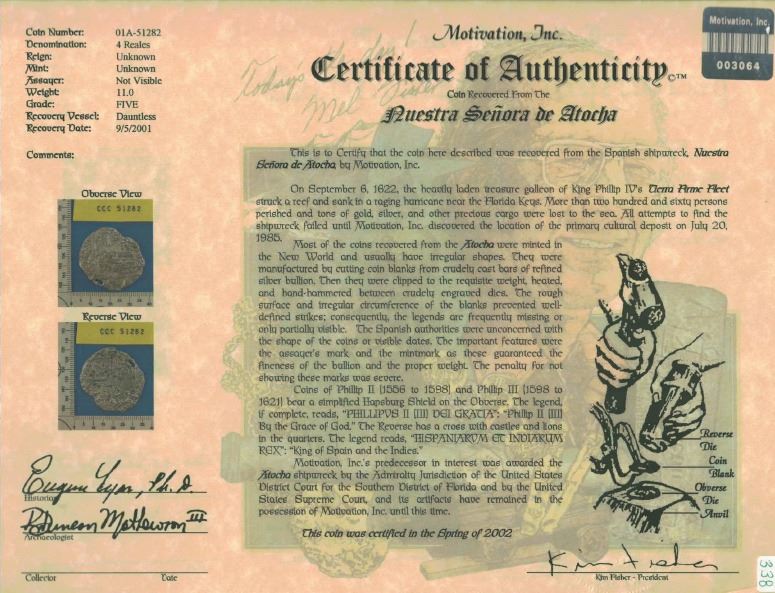 Coin Number: 01A-51282
Denomination: 4 Reales
Reign: Unknown
Mint: Unknown
Assayer: Not Visible
Weight: 11.0
Grade: FIVE
Recovery Vessel: Dauntless
Recovery Date: 9/5/2001
Comments:
Obverse View
CCC 51282
Reverse View
CCC 51282
Eugene Lyon, Ph.D.
Historian
R. Duncan Mathewson III
Archaeologist
Collector Date
Motivation, Inc.
Today's the day!
Mel Fisher
Certificate of Authenticity ©™
Coin Recovered From The
Nuestra Señora de Atocha
Motivation, Inc.
003064
This is to Certify that the coin here described was recovered from the Spanish shipwreck, Nuestra
Señora de Atocha, by Motivation, Inc.
On September 6, 1622, the heavily laden treasure galleon of King Phillip IV's Tierra Firme Fleet
struck a reef and sank in a raging hurricane near the Florida Keys. More than two hundred and sixty persons
perished and tons of gold, silver, and other precious cargo were lost to the sea. All attempts to find the
shipwreck failed until Motivation, Inc. discovered the location of the primary cultural deposit on July 20,
1985.
Most of the coins recovered from the Atocha were minted in
the New World and usually have irregular shapes. They were
manufactured by cutting coin blanks from crudely cast bars of refined
silver bullion. Then they were clipped to the requisite weight, heated,
and hand-hammered between crudely engraved dies. The rough
surface and irregular circumference of the blanks prevented well-
defined strikes; consequently, the legends are frequently missing or
only partially visible. The Spanish authorities were unconcerned with
the shape of the coins or visible dates. The important features were
the assayer's mark and the mintmark as these guaranteed the
fineness of the bullion and the proper weight. The penalty for not
showing these marks was severe.
Coins of Phillip II [1556 to 1598] and Phillip III [1598 to
1621] bear a simplified Hapsburg Shield on the Obverse. The legend,
if complete, reads, "PHILLIPVS II [III] DEI GRATIA": "Phillip II [III]
By the Grace of God." The Reverse has a cross with castles and lions
in the quarters. The legend reads, "HISPANIARVM ET INDIARUM
REX": "King of Spain and the Indies."
Motivation, Inc.'s predecessor in interest was awarded the
Atocha shipwreck by the Admiralty Jurisdiction of the United States
District Court for the Southern District of Florida and by the United
States Supreme Court, and its artifacts have remained in the
possession of Motivation, Inc. until this time.
This coin was certified in the Spring of 2002
Reverse
Die
Coin
Blank
Obverse
Die
Anvil
Kim Fisher
Kim Fisher - President
338